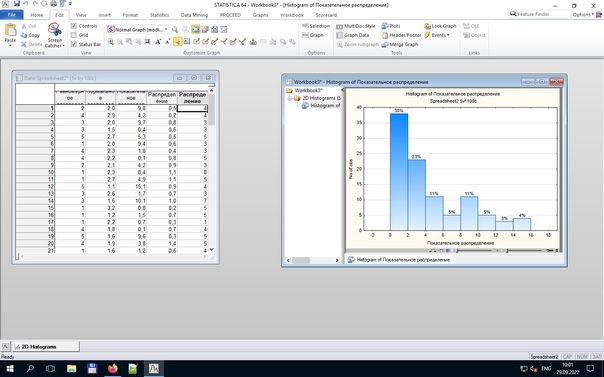 STATISTICA 64 - Workbook3* - [Histogram of Показательное распределение]
File Home Edit View Insert Format Statistics Data Mining PROCEED Graphs Workbook Scorecard
Feature Finder Options
Paste Cut Copy Delete Screen Catcher
Controls Grid Status Bar
Normal Graph [modi...
Selection Graph
MultiDoc Style Graph Data Zoom subgraph
Plots Header/Footer Merge Graph
Lock Graph Events
OLE Object Link
Clipboard View Customize Graph Options Tools Links
Data: Spreadsheet2* (5v by 100c)
Распредел ение Распреде ление
1 2 2,0 9,8 0,5 4
2 4 2,9 4,2 0,2 4
3 3 2,0 9,7 0,8 3
4 3 1,5 0,4 0,6 3
5 5 2,7 5,3 0,5 5
6 1 2,0 9,4 0,6 3
7 4 2,3 1,8 0,4 3
8 4 2,2 0,1 0,8 5
9 2 2,1 4,2 0,9 3
10 1 2,3 8,4 1,1 8
11 1 2,7 4,9 1,1 5
12 5 1,1 15,1 0,9 4
13 3 2,6 1,7 0,7 3
14 3 1,6 10,1 1,0 7
15 1 3,2 0,8 0,2 5
16 1 1,2 1,5 0,7 5
17 1 2,2 0,7 0,3 1
18 4 1,8 0,1 0,7 4
19 5 1,6 9,6 0,3 5
20 4 1,9 3,8 1,4 5
21 1 1,6 1,2 0,6 4
Workbook3* - Histogram of Показательное распределение
Workbook3*
2D Histograms (S
Histogram of
Histogram of Показательное распределение
Spreadsheet2 5v*100c
40
35
30
25
20
15
10
5
0
No of obs
38%
23%
11%
5%
11%
5%
3%
4%
-2 0 2 4 6 8 10 12 14 16 18
Показательное распределение
Histogram of Показательное распределение
2D Histograms
Ready
Spreadsheet2 CAP NUM
ENG
10:01
29.09.2022